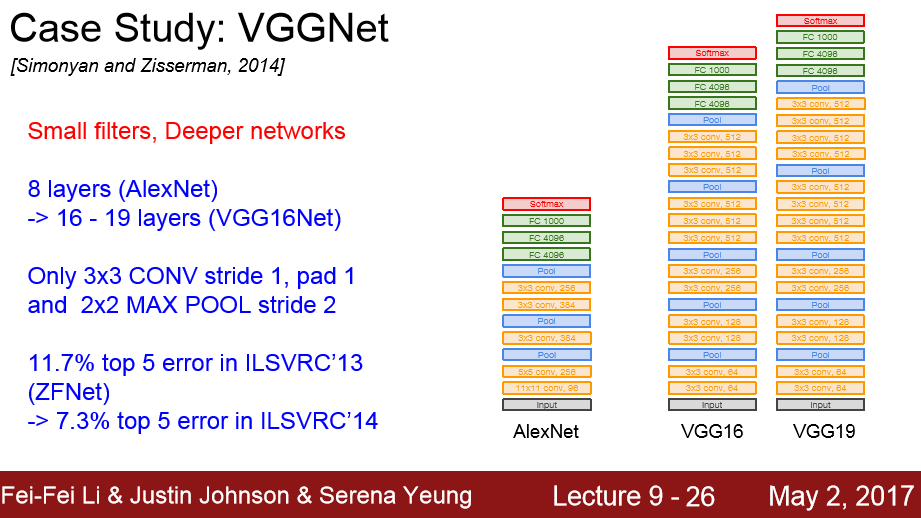 Case Study: VGGNet
[Simonyan and Zisserman, 2014]
Small filters, Deeper networks
8 layers (AlexNet)
-> 16 - 19 layers (VGG16Net)
Only 3x3 CONV stride 1, pad 1
and 2x2 MAX POOL stride 2
11.7% top 5 error in ILSVRC’13
(ZFNet)
-> 7.3% top 5 error in ILSVRC’14
Softmax
FC 1000
FC 4096
FC 4096
Pool
3x3 conv, 256
3x3 conv, 384
Pool
3x3 conv, 384
Pool
5x5 conv, 256
11x11 conv, 96
Input
AlexNet
Softmax
FC 1000
FC 4096
FC 4096
Pool
3x3 conv, 512
3x3 conv, 512
3x3 conv, 512
Pool
3x3 conv, 512
3x3 conv, 512
3x3 conv, 512
Pool
3x3 conv, 256
3x3 conv, 256
Pool
3x3 conv, 128
3x3 conv, 128
Pool
3x3 conv, 64
3x3 conv, 64
Input
VGG16
Softmax
FC 1000
FC 4096
FC 4096
Pool
3x3 conv, 512
3x3 conv, 512
3x3 conv, 512
3x3 conv, 512
Pool
3x3 conv, 512
3x3 conv, 512
3x3 conv, 512
3x3 conv, 512
Pool
3x3 conv, 256
3x3 conv, 256
Pool
3x3 conv, 128
3x3 conv, 128
Pool
3x3 conv, 64
3x3 conv, 64
Input
VGG19
Fei-Fei Li & Justin Johnson & Serena Yeung
Lecture 9 - 26
May 2, 2017